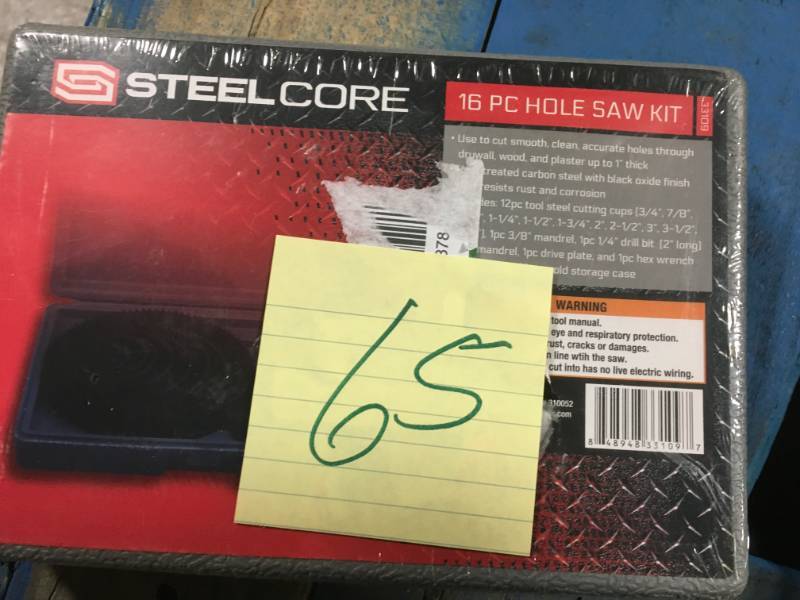 STEELCORE
16 PC HOLE SAW KIT
33109
• Use to cut smooth, clean, accurate holes through
drywall, wood, and plaster up to 1" thick
treated carbon steel with black oxide finish
resists rust and corrosion
des: 12pc tool steel cutting cups [3/4", 7/8",
", 1-1/4", 1-1/2", 1-3/4", 2", 2-1/2", 3", 3-1/2",
"], 1pc 3/8" mandrel, 1pc 1/4" drill bit [2" long]
mandrel, 1pc drive plate, and 1pc hex wrench
old storage case
378
65
WARNING
tool manual.
eye and respiratory protection.
rust, cracks or damages.
n line wtih the saw.
cut into has no live electric wiring.
310052
s.com
8 48948 33109 7